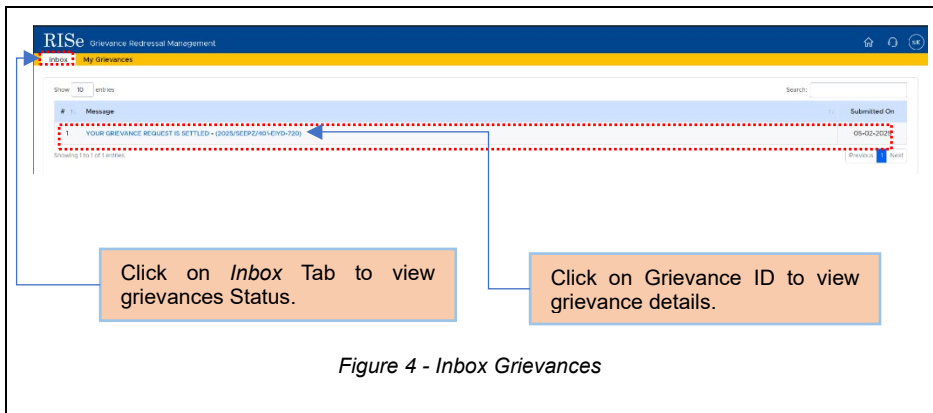 RISe Grievance Redressal Management
SK
Inbox My Grievances
Show 10 entries Search:
# Message Submitted On
1 YOUR GRIEVANCE REQUEST IS SETTLED - (2025/SEEPZ/401-EIYD-720) 05-02-2025
Showing 1 to 1 of 1 entries Previous 1 Next
Click on Inbox Tab to view
grievances Status.
Click on Grievance ID to view
grievance details.
Figure 4 - Inbox Grievances